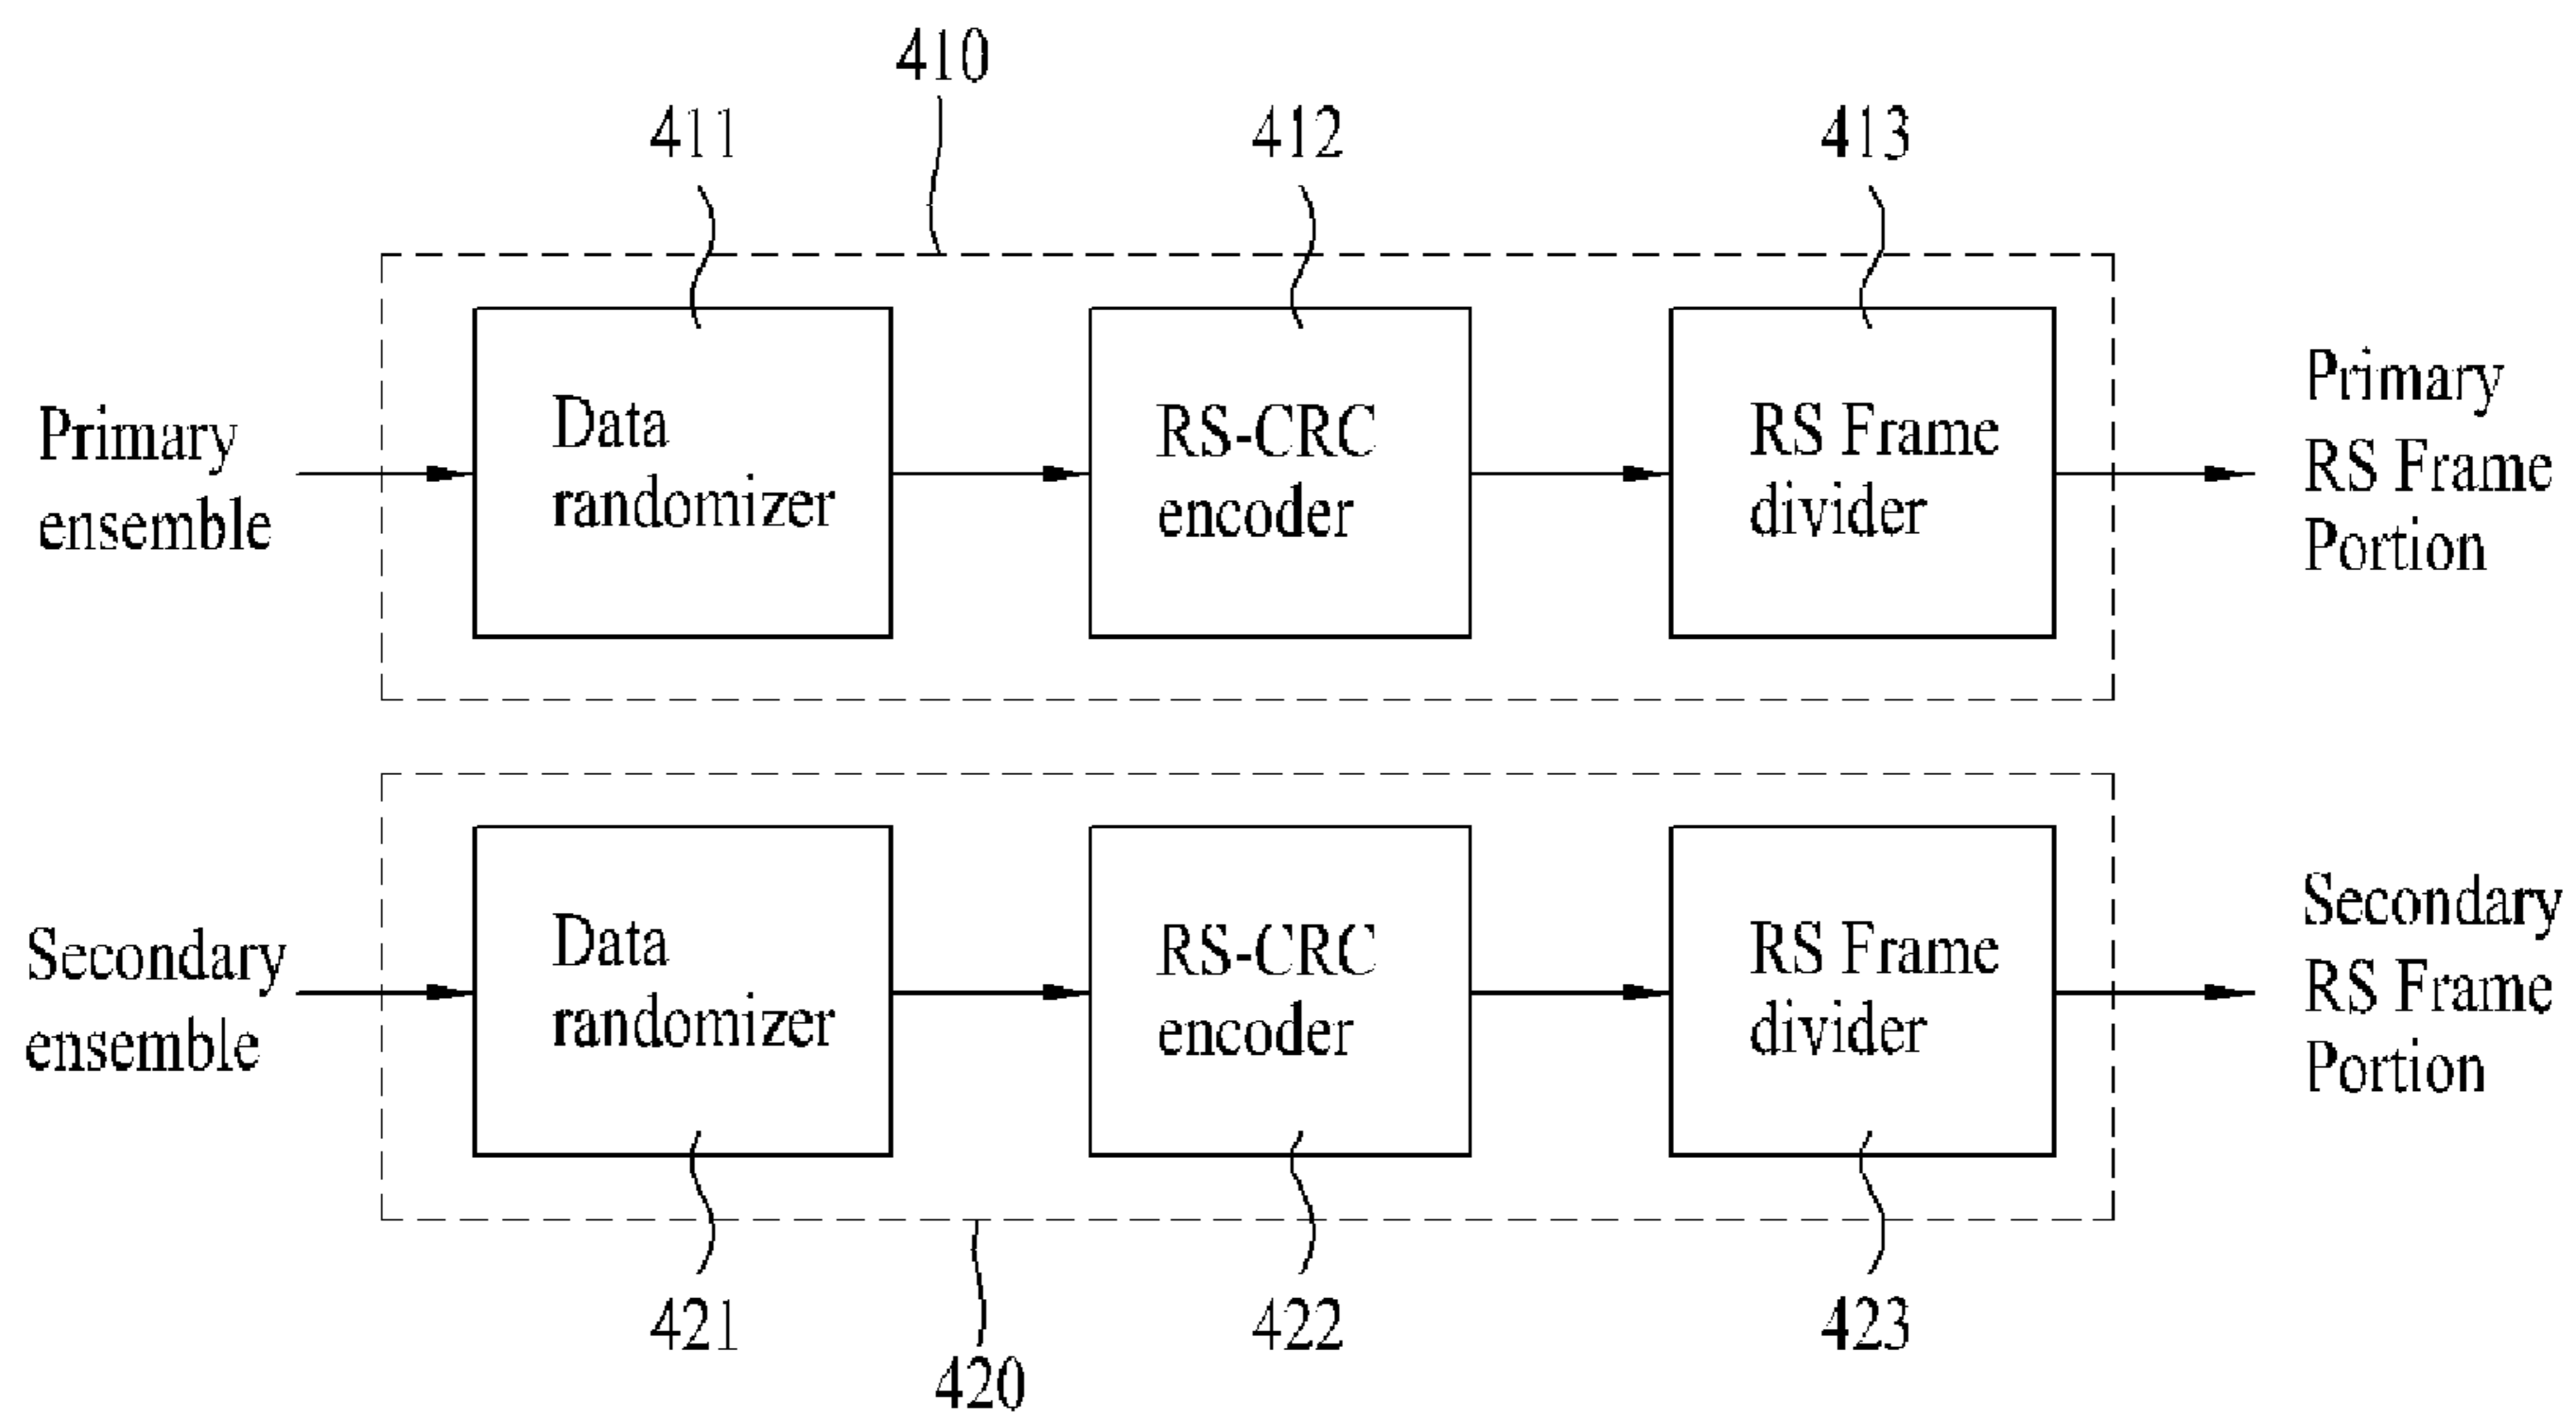 410
411
412
413
Primary
ensemble
Data
randomizer
RS-CRC
encoder
RS Frame
divider
Primary
RS Frame
Portion
Secondary
ensemble
Data
randomizer
RS-CRC
encoder
RS Frame
divider
Secondary
RS Frame
Portion
421
422
423
420